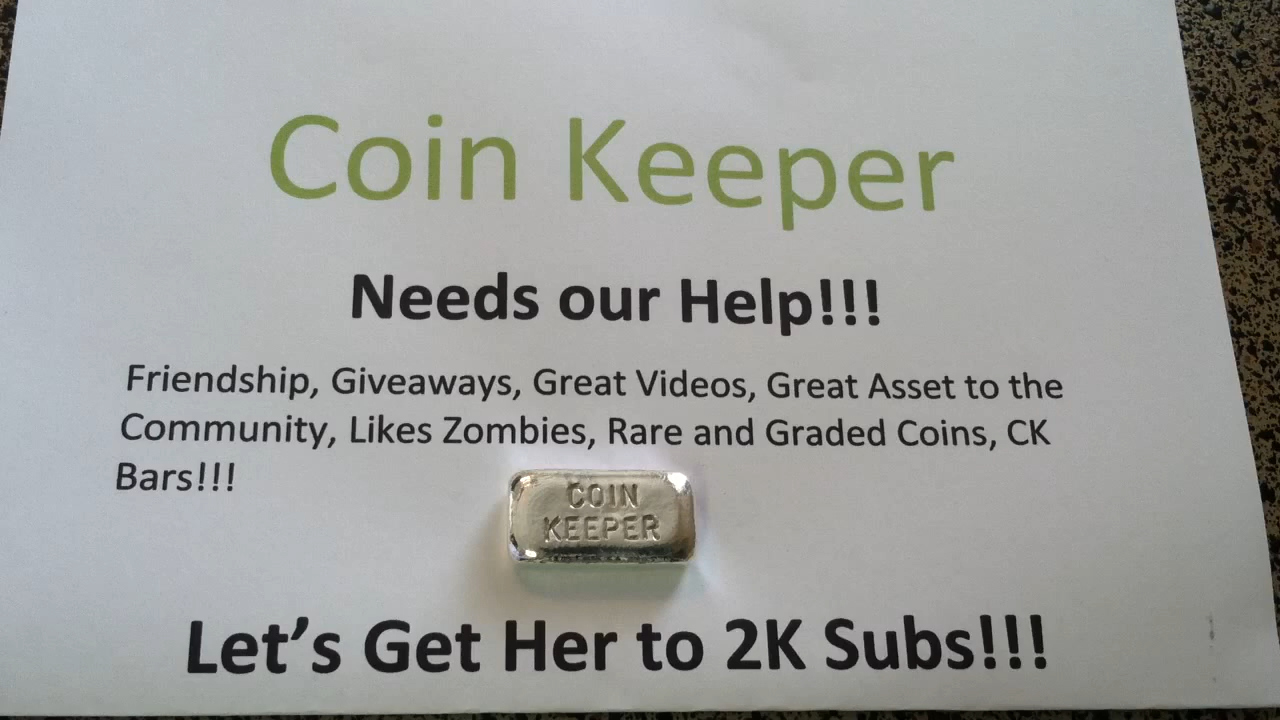 Coin Keeper
Needs our Help!!!
Friendship, Giveaways, Great Videos, Great Asset to the
Community, Likes Zombies, Rare and Graded Coins, CK
Bars!!!
COIN
KEEPER
Let’s Get Her to 2K Subs!!!